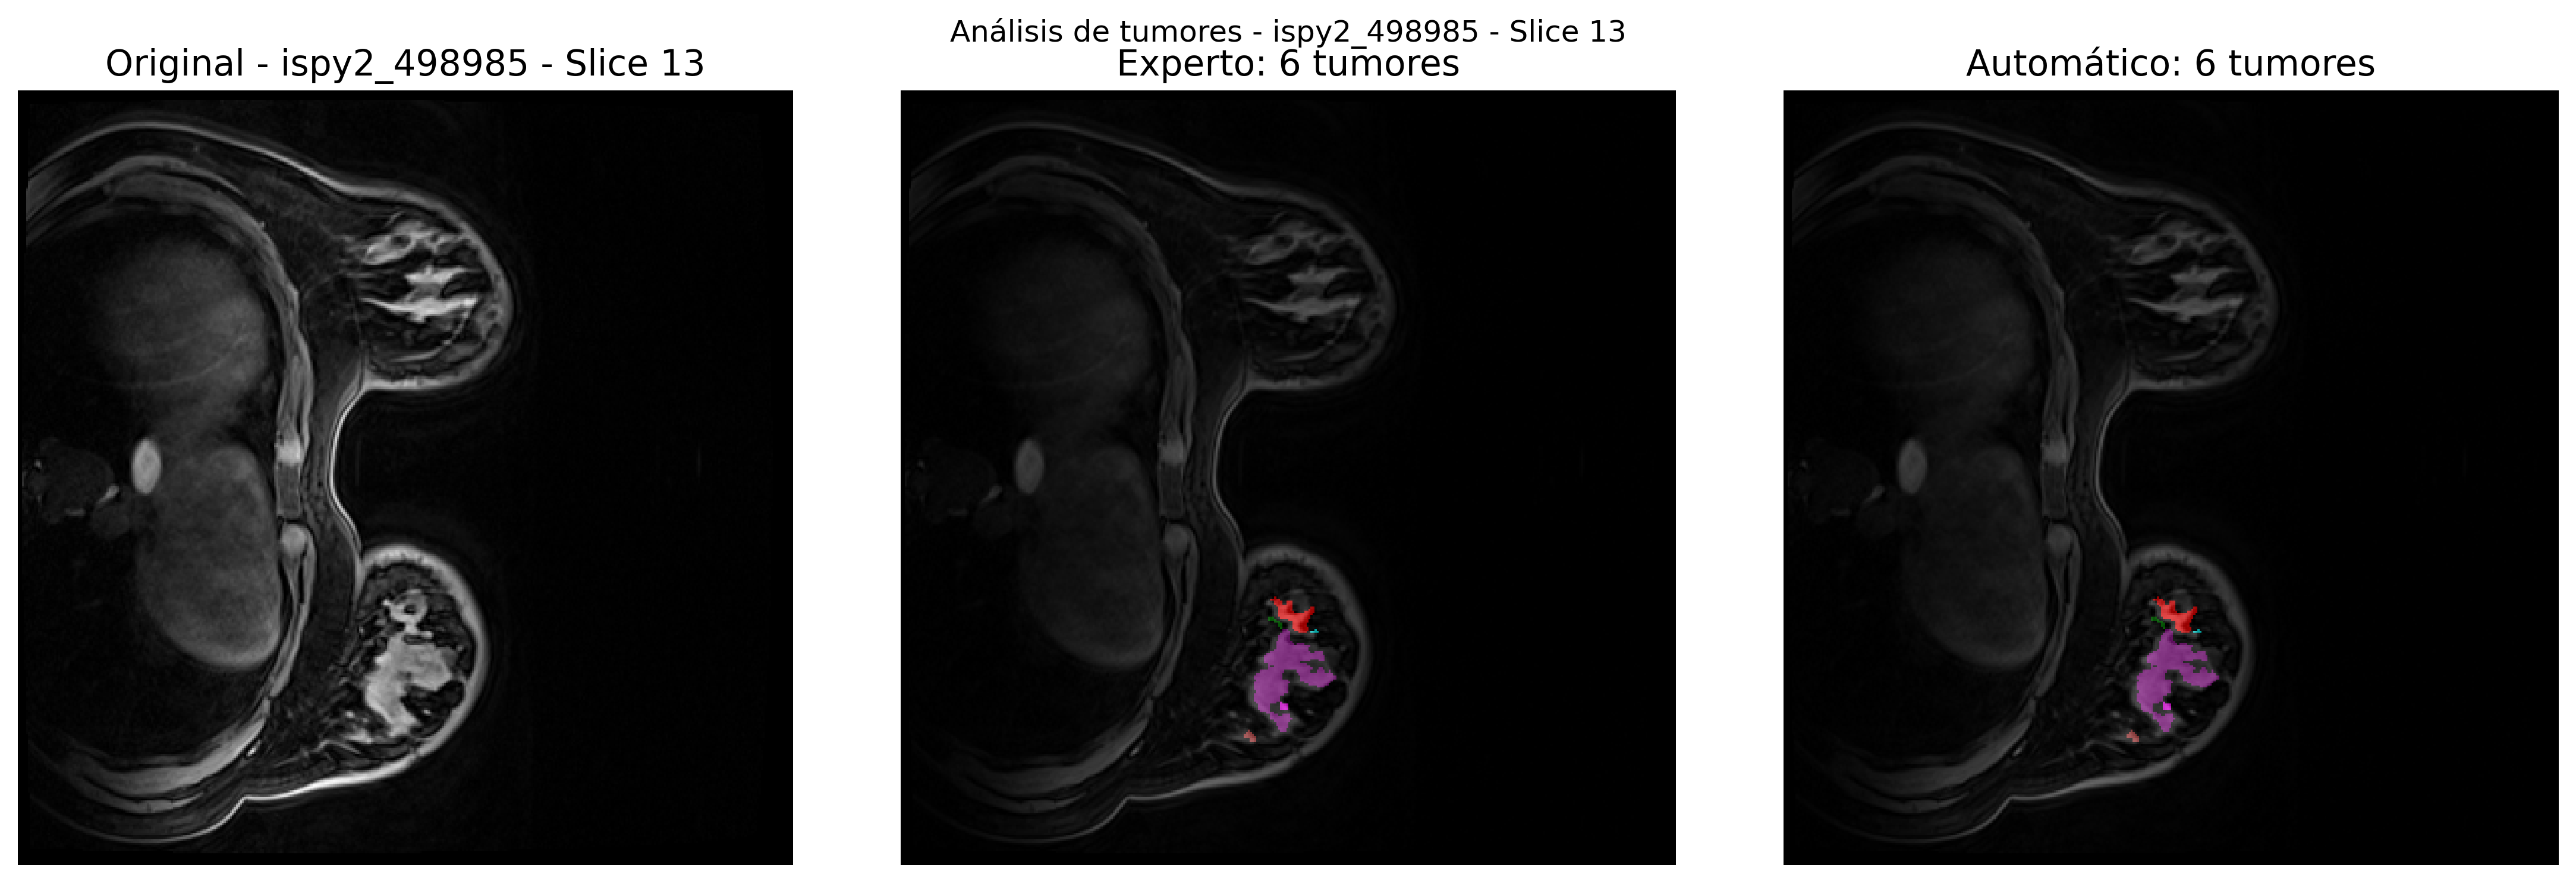 Análisis de tumores - ispy2_498985 - Slice 13
Original - ispy2_498985 - Slice 13
Experto: 6 tumores
Automático: 6 tumores